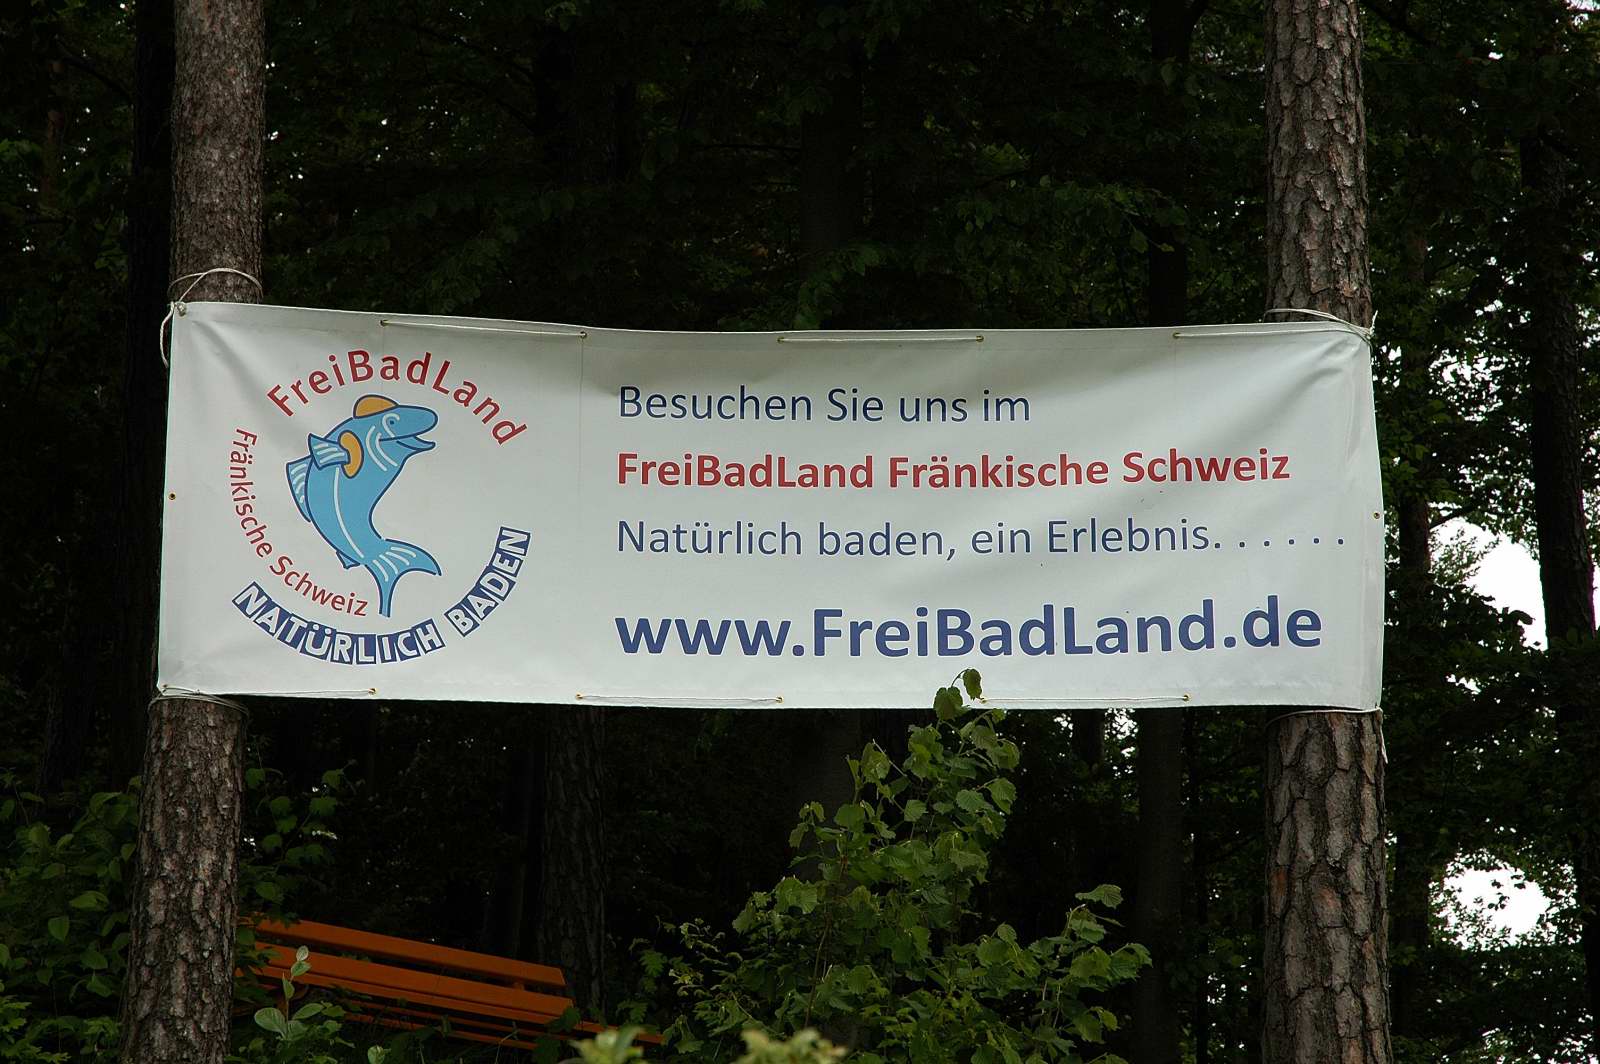 FreiBadLand
Fränkische Schweiz
NATÜRLICH BADEN
Besuchen Sie uns im
FreiBadLand Fränkische Schweiz
Natürlich baden, ein Erlebnis. . . . . .
www.FreiBadLand.de